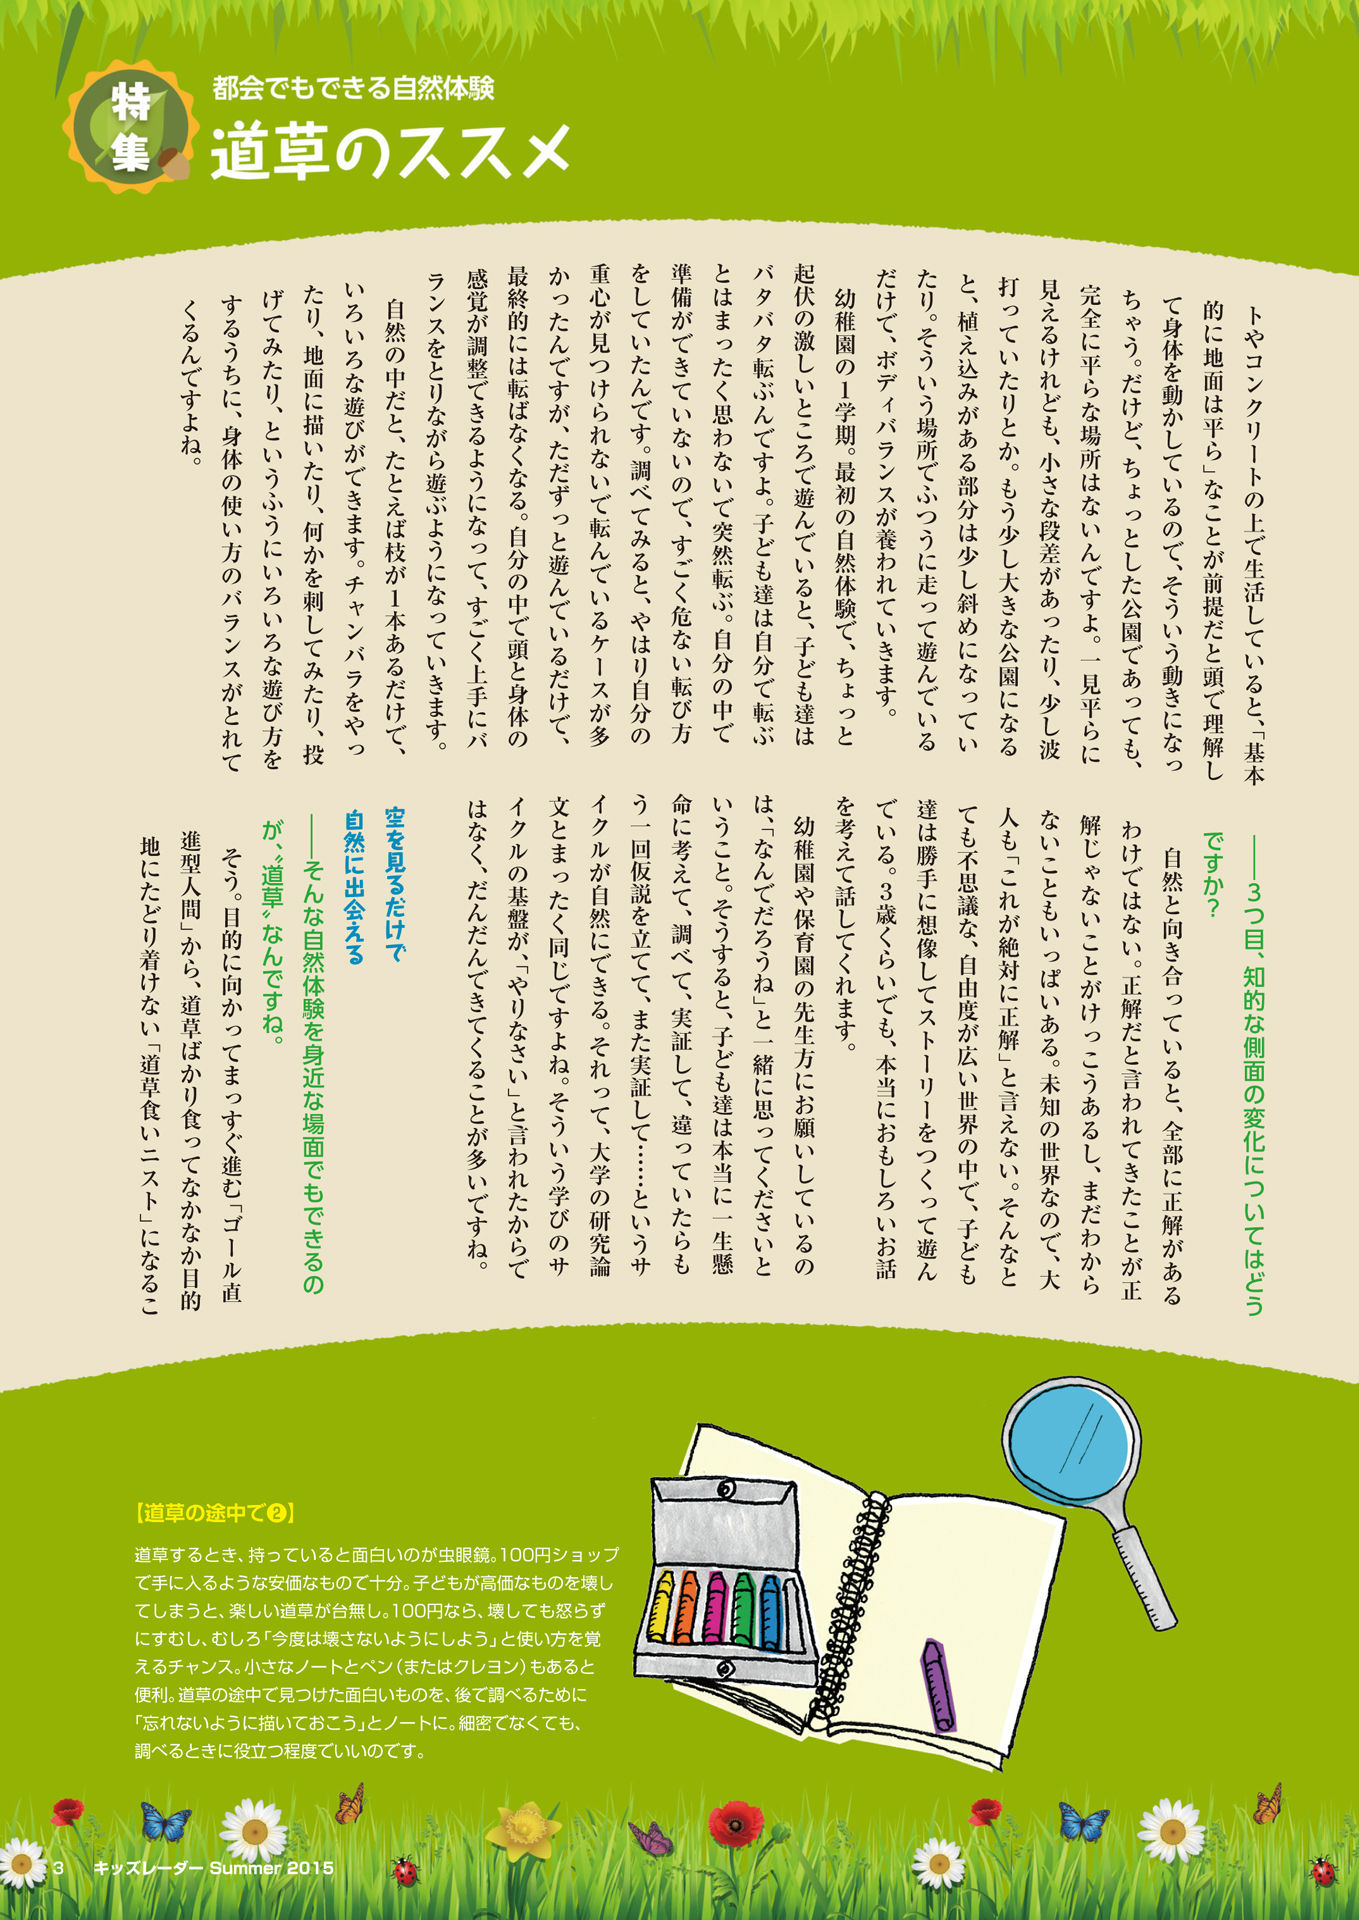 特集
都会でもできる自然体験
道草のススメ
トやコンクリートの上で生活していると、「基本
的に地面は平ら」なことが前提だと頭で理解し
て身体を動かしているので、そういう動きになっ
ちゃう。だけど、ちょっとした公園であっても、
完全に平らな場所はないんですよ。一見平らに
見えるけれども、小さな段差があったり、少し波
打っていたりとか。もう少し大きな公園になる
と、植え込みがある部分は少し斜めになってい
たり。そういう場所でふつうに走って遊んでいる
だけで、ボディバランスが養われていきます。
幼稚園の1学期。最初の自然体験で、ちょっと
起伏の激しいところで遊んでいると、子ども達は
バタバタ転ぶんですよ。子ども達は自分で転ぶ
とはまったく思わないで突然転ぶ。自分の中で
準備ができていないので、すごく危ない転び方
をしていたんです。調べてみると、やはり自分の
重心が見つけられないで転んでいるケースが多
かったんですが、ただずっと遊んでいるだけで、
最終的には転ばなくなる。自分の中で頭と身体の
感覚が調整できるようになって、すごく上手にバ
ランスをとりながら遊ぶようになっていきます。
自然の中だと、たとえば枝が1本あるだけで、
いろいろな遊びができます。チャンバラをやっ
たり、地面に描いたり、何かを刺してみたり、投
げてみたり、というふうにいろいろな遊び方を
するうちに、身体の使い方のバランスがとれて
くるんですよね。
――3つ目、知的な側面の変化についてはどう
ですか?
自然と向き合っていると、全部に正解がある
わけではない。正解だと言われてきたことが正
解じゃないことがけっこうあるし、まだわから
ないこともいっぱいある。未知の世界なので、大
人も「これが絶対に正解」と言えない。そんなと
ても不思議な、自由度が広い世界の中で、子ども
達は勝手に想像してストーリーをつくって遊ん
でいる。3歳くらいでも、本当におもしろいお話
を考えて話してくれます。
幼稚園や保育園の先生方にお願いしているの
は、「なんでだろうね」と一緒に思ってくださいと
いうこと。そうすると、子ども達は本当に一生懸
命に考えて、調べて、実証して、違っていたらも
う一回仮説を立てて、また実証して……というサ
イクルが自然にできる。それって、大学の研究論
文とまったく同じですよね。そういう学びのサ
イクルの基盤が、「やりなさい」と言われたからで
はなく、だんだんできてくることが多いですね。
空を見るだけで
自然に出会える
――そんな自然体験を身近な場面でもできるの
が、〝道草〟なんですね。
そう。目的に向かってまっすぐ進む「ゴール直
進型人間」から、道草ばかり食ってなかなか目的
地にたどり着けない「道草食いニスト」になるこ
【道草の途中で❷】
道草するとき、持っていると面白いのが虫眼鏡。100円ショップ
で手に入るような安価なもので十分。子どもが高価なものを壊し
てしまうと、楽しい道草が台無し。100円なら、壊しても怒らず
にすむし、むしろ「今度は壊さないようにしよう」と使い方を覚
えるチャンス。小さなノートとペン(またはクレヨン)もあると
便利。道草の途中で見つけた面白いものを、後で調べるために
「忘れないように描いておこう」とノートに。細密でなくても、
調べるときに役立つ程度でいいのです。
3 キッズレーダー Summer 2015